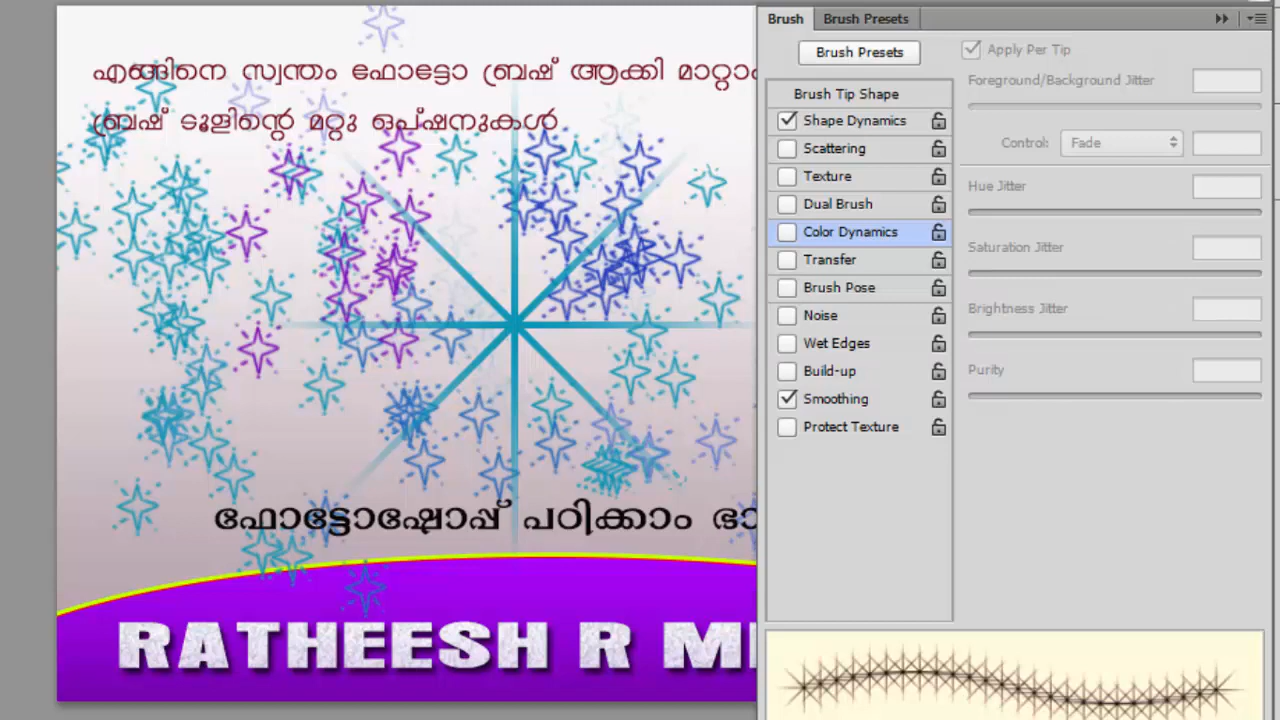 Brush
Brush Presets
Brush Presets
Apply Per Tip
Foreground/Background Jitter
Brush Tip Shape
Shape Dynamics
Control:
Fade
Scattering
Texture
Hue Jitter
Dual Brush
Color Dynamics
Saturation Jitter
Transfer
Brush Pose
Brightness Jitter
Noise
Wet Edges
Build-up
Purity
Smoothing
Protect Texture
എങ്ങിനെ സ്വന്തം ഫോട്ടോ ബ്രഷ് ആക്കി
ബ്രഷ് ടൂളിന്റെ മറ്റു ഒപ്ഷനുകൾ
ഫോട്ടോഷോപ്പ് പഠിക്കാം
RATHEESH R